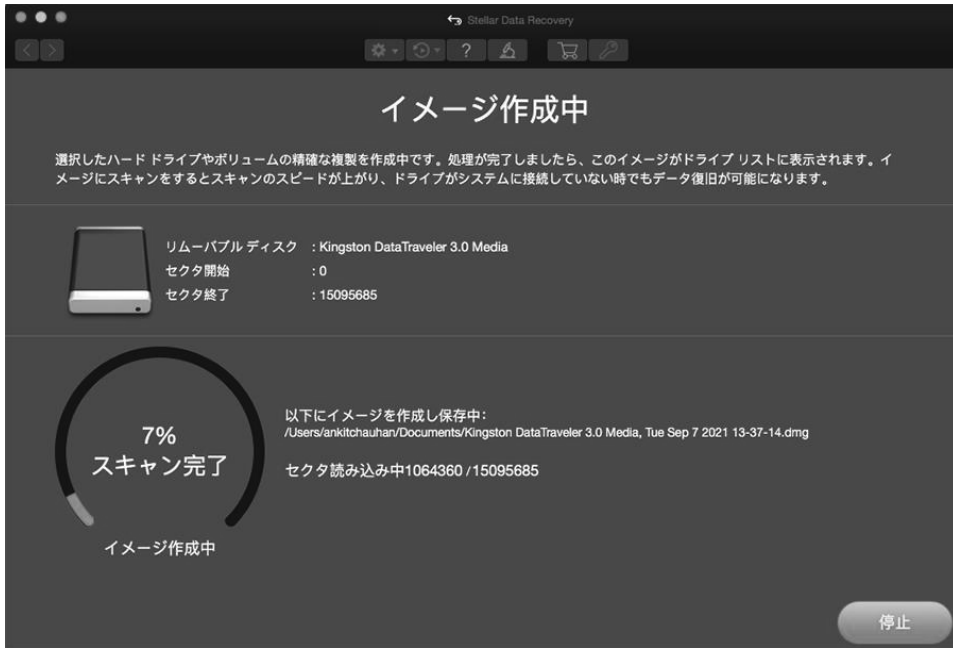 Stellar Data Recovery
?
イメージ作成中
選択したハード ドライブやボリュームの精確な複製を作成中です。処理が完了しましたら、このイメージがドライブ リストに表示されます。イ
メージにスキャンをするとスキャンのスピードが上がり、ドライブがシステムに接続していない時でもデータ復旧が可能になります。
リムーバブル ディスク : Kingston DataTraveler 3.0 Media
セクタ開始 : 0
セクタ終了 : 15095685
以下にイメージを作成し保存中：
/Users/ankitchauhan/Documents/Kingston DataTraveler 3.0 Media, Tue Sep 7 2021 13-37-14.dmg
7%
スキャン完了
セクタ読み込み中1064360 /15095685
イメージ作成中
停止